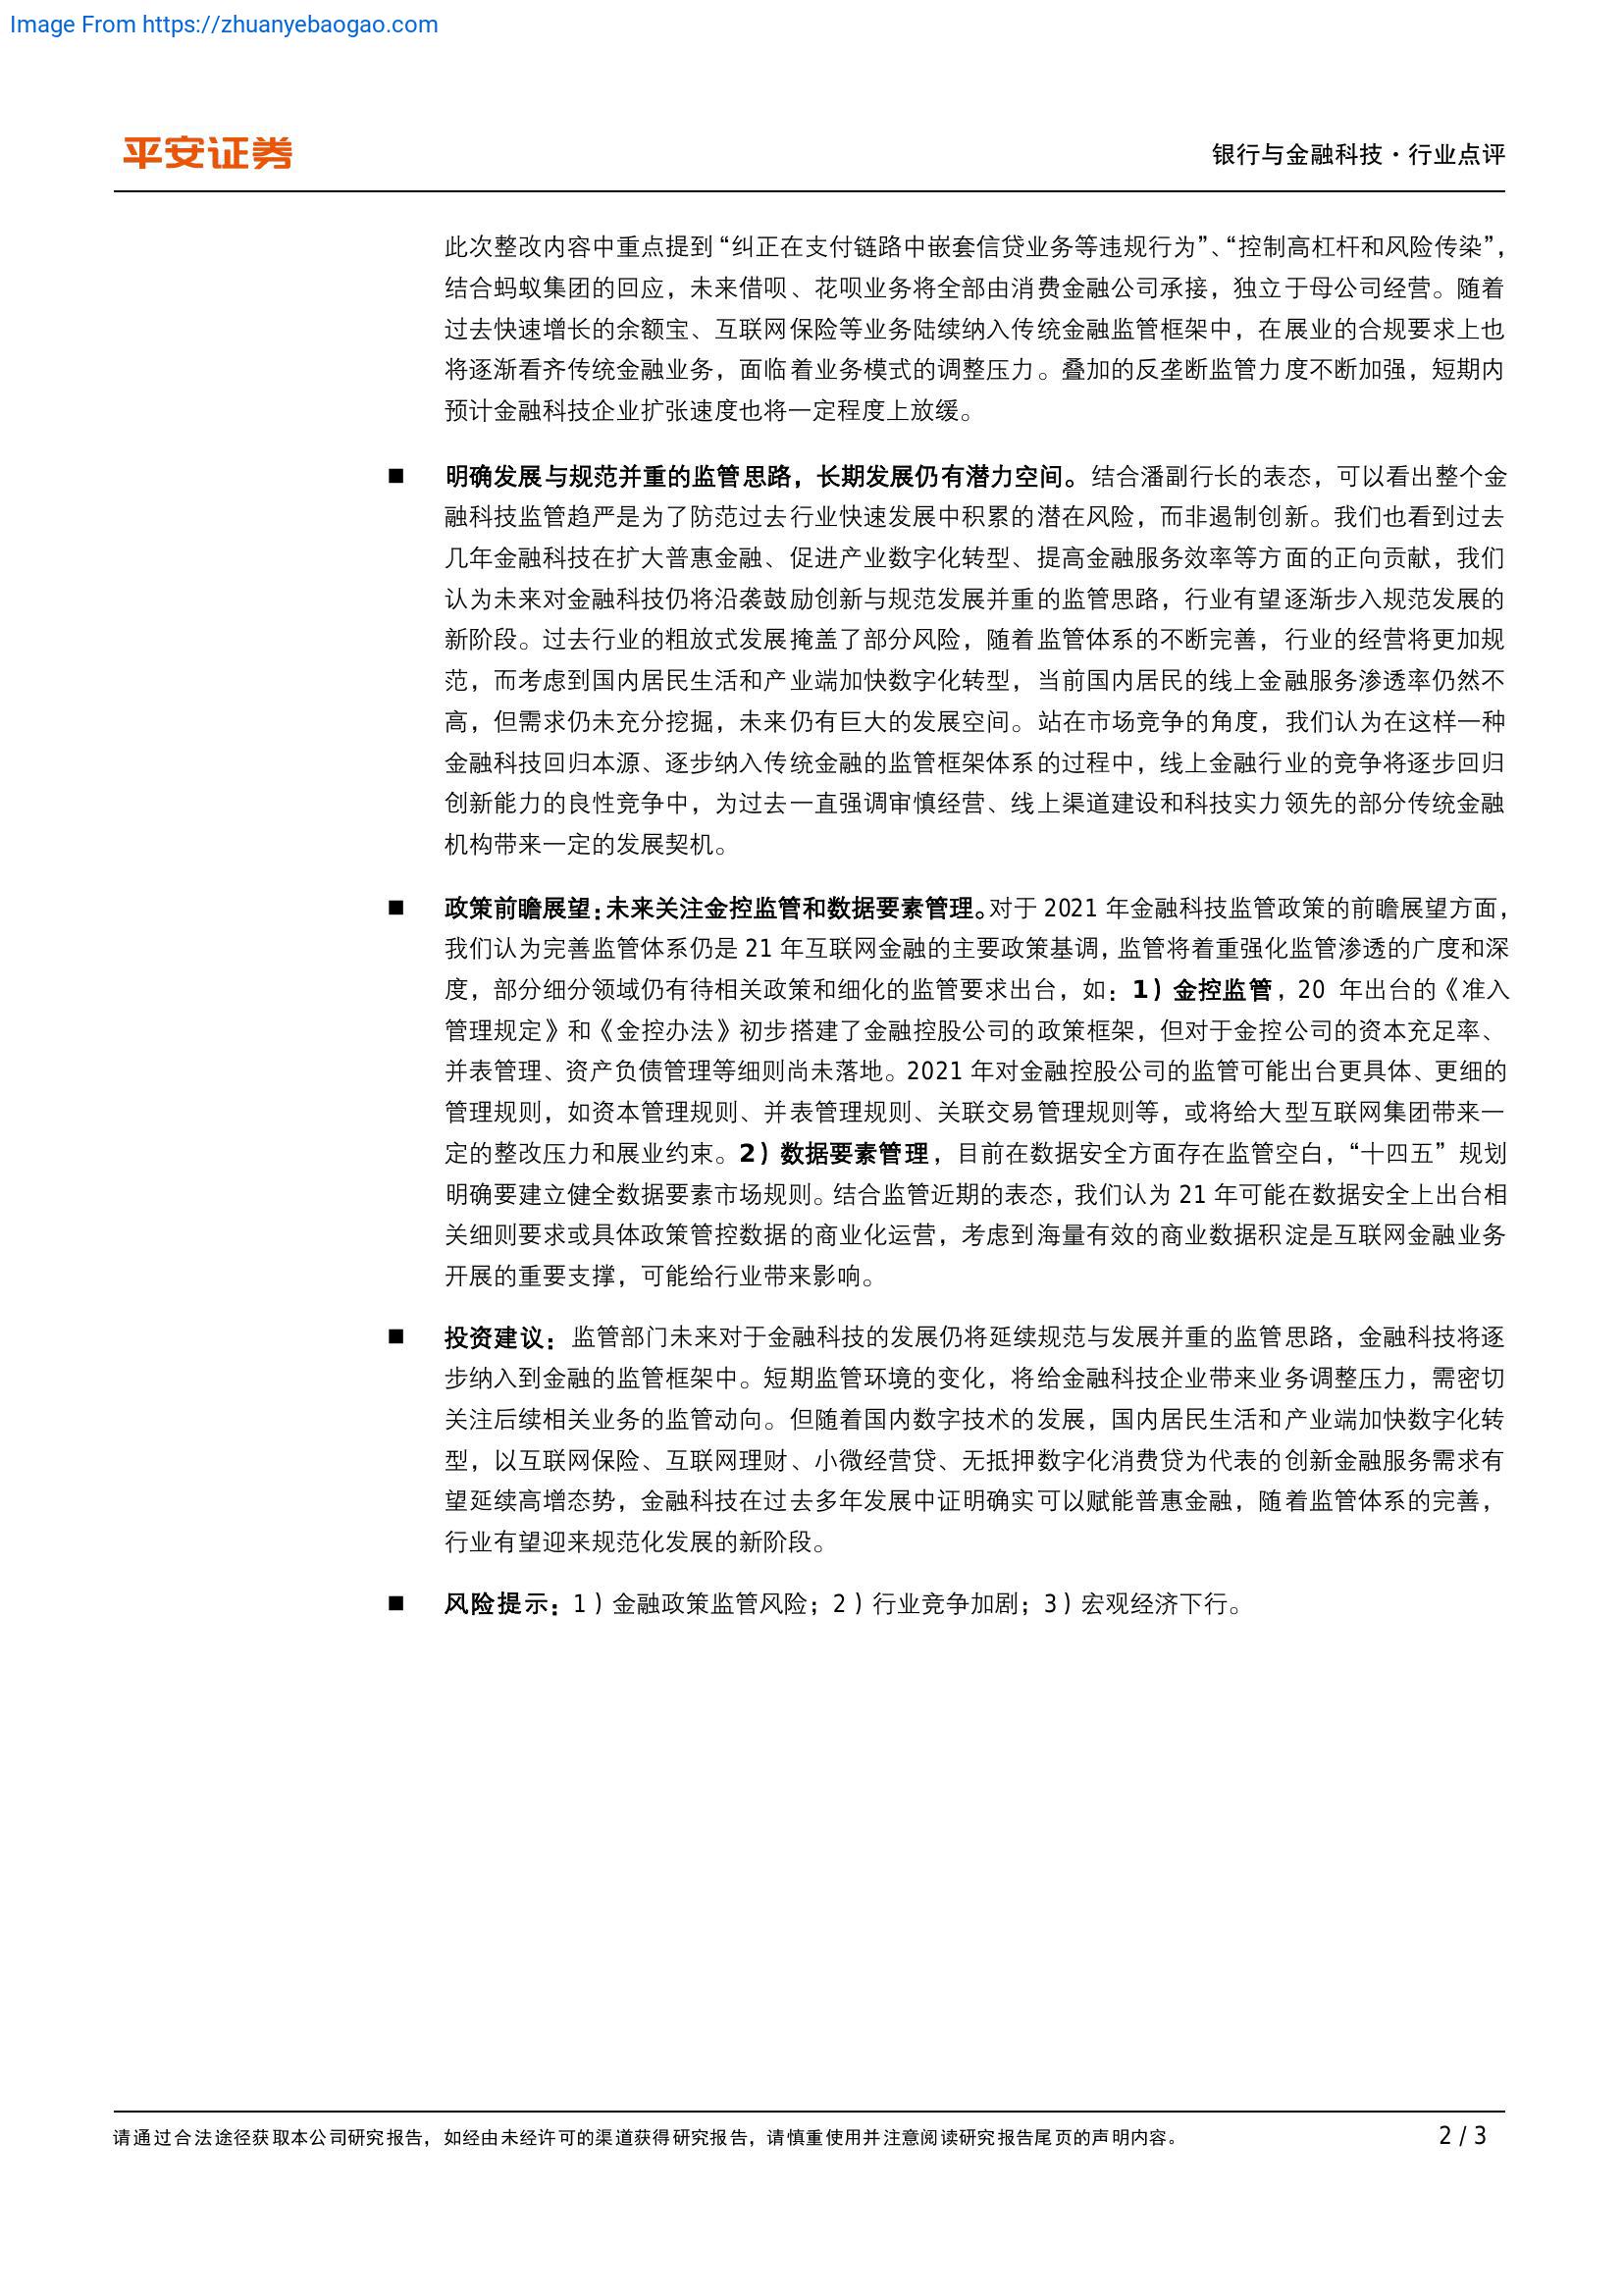 Image From https://zhuanyebaogao.com
平安证券
银行与金融科技·行业点评
此次整改内容中重点提到“纠正在支付链路中嵌套信贷业务等违规行为”、“控制高杠杆和风险传染”，
结合蚂蚁集团的回应，未来借呗、花呗业务将全部由消费金融公司承接，独立于母公司经营。随着
过去快速增长的余额宝、互联网保险等业务陆续纳入传统金融监管框架中，在展业的合规要求上也
将逐渐看齐传统金融业务，面临着业务模式的调整压力。叠加的反垄断监管力度不断加强，短期内
预计金融科技企业扩张速度也将一定程度上放缓。
■ 明确发展与规范并重的监管思路，长期发展仍有潜力空间。结合潘副行长的表态，可以看出整个金
融科技监管趋严是为了防范过去行业快速发展中积累的潜在风险，而非遏制创新。我们也看到过去
几年金融科技在扩大普惠金融、促进产业数字化转型、提高金融服务效率等方面的正向贡献，我们
认为未来对金融科技仍将沿袭鼓励创新与规范发展并重的监管思路，行业有望逐渐步入规范发展的
新阶段。过去行业的粗放式发展掩盖了部分风险，随着监管体系的不断完善，行业的经营将更加规
范，而考虑到国内居民生活和产业端加快数字化转型，当前国内居民的线上金融服务渗透率仍然不
高，但需求仍未充分挖掘，未来仍有巨大的发展空间。站在市场竞争的角度，我们认为在这样一种
金融科技回归本源、逐步纳入传统金融的监管框架体系的过程中，线上金融行业的竞争将逐步回归
创新能力的良性竞争中，为过去一直强调审慎经营、线上渠道建设和科技实力领先的部分传统金融
机构带来一定的发展契机。
■ 政策前瞻展望：未来关注金控监管和数据要素管理。对于 2021 年金融科技监管政策的前瞻展望方面，
我们认为完善监管体系仍是 21 年互联网金融的主要政策基调，监管将着重强化监管渗透的广度和深
度，部分细分领域仍有待相关政策和细化的监管要求出台，如：1）金控监管，20 年出台的《准入
管理规定》和《金控办法》初步搭建了金融控股公司的政策框架，但对于金控公司的资本充足率、
并表管理、资产负债管理等细则尚未落地。2021 年对金融控股公司的监管可能出台更具体、更细的
管理规则，如资本管理规则、并表管理规则、关联交易管理规则等，或将给大型互联网集团带来一
定的整改压力和展业约束。2）数据要素管理，目前在数据安全方面存在监管空白，“十四五”规划
明确要建立健全数据要素市场规则。结合监管近期的表态，我们认为 21 年可能在数据安全上出台相
关细则要求或具体政策管控数据的商业化运营，考虑到海量有效的商业数据积淀是互联网金融业务
开展的重要支撑，可能给行业带来影响。
■ 投资建议：监管部门未来对于金融科技的发展仍将延续规范与发展并重的监管思路，金融科技将逐
步纳入到金融的监管框架中。短期监管环境的变化，将给金融科技企业带来业务调整压力，需密切
关注后续相关业务的监管动向。但随着国内数字技术的发展，国内居民生活和产业端加快数字化转
型，以互联网保险、互联网理财、小微经营贷、无抵押数字化消费贷为代表的创新金融服务需求有
望延续高增态势，金融科技在过去多年发展中证明确实可以赋能普惠金融，随着监管体系的完善，
行业有望迎来规范化发展的新阶段。
■ 风险提示：1）金融政策监管风险；2）行业竞争加剧；3）宏观经济下行。
请通过合法途径获取本公司研究报告，如经由未经许可的渠道获得研究报告，请慎重使用并注意阅读研究报告尾页的声明内容。
2 / 3